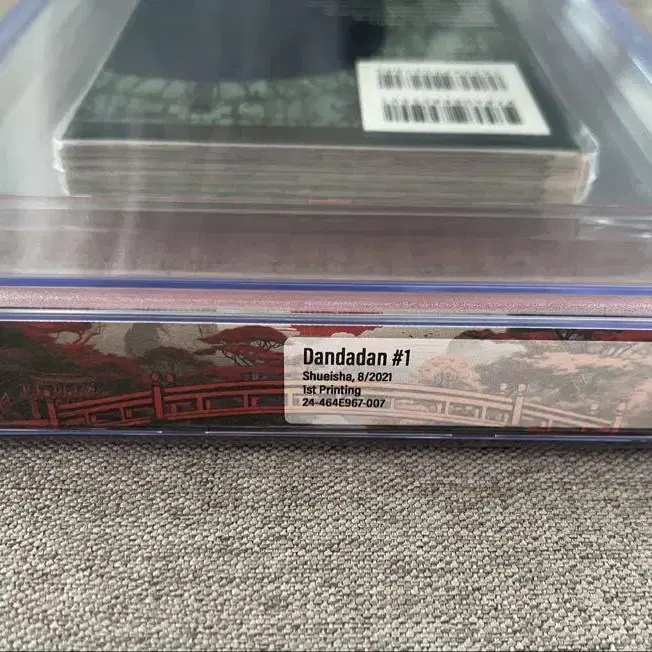 Dandadan #1
Shueisha, 8/2021
1st Printing
24-464E967-007